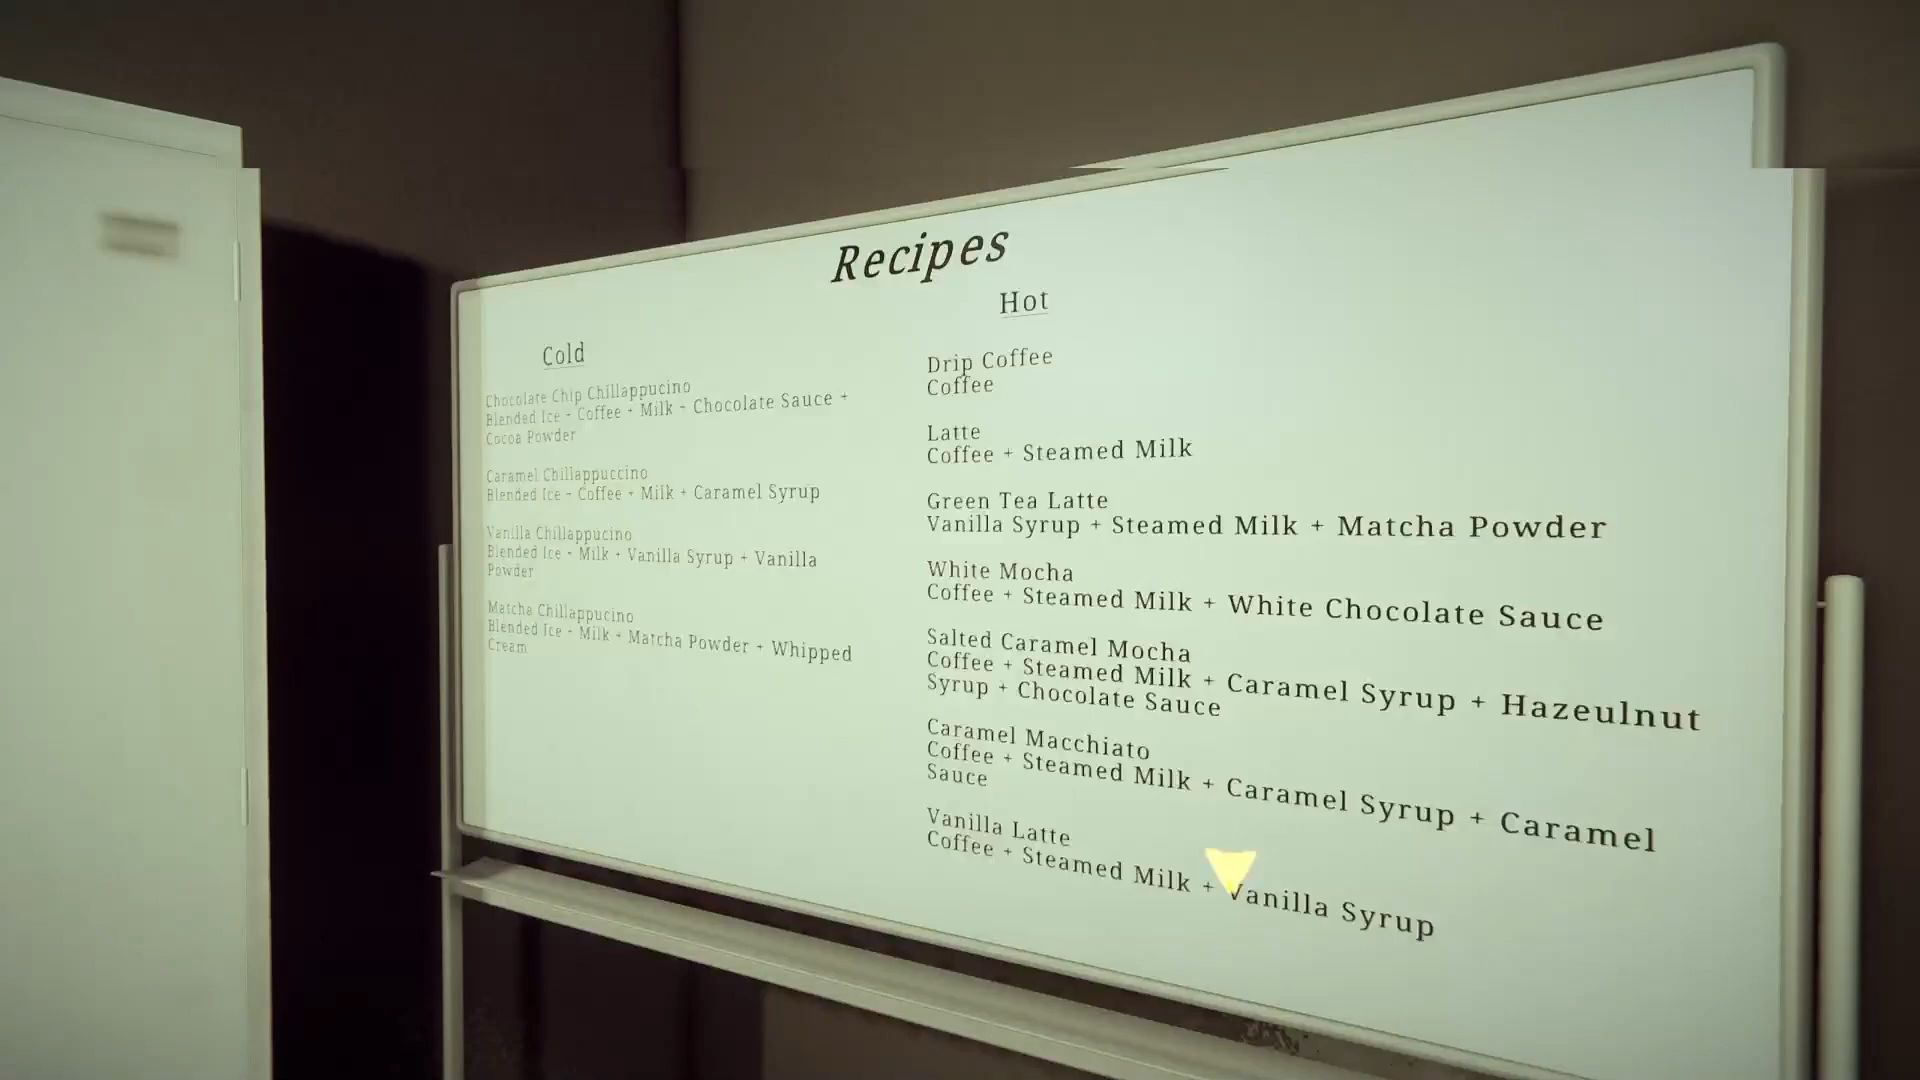 Recipes
Cold
Chocolate Chip Chillappucino
Blended Ice + Coffee + Milk + Chocolate Sauce +
Cocoa Powder
Caramel Chillappuccino
Blended Ice + Coffee + Milk + Caramel Syrup
Vanilla Chillappucino
Blended Ice + Milk + Vanilla Syrup + Vanilla
Powder
Matcha Chillappucino
Blended Ice + Milk + Matcha Powder + Whipped
Cream
Hot
Drip Coffee
Coffee
Latte
Coffee + Steamed Milk
Green Tea Latte
Vanilla Syrup + Steamed Milk + Matcha Powder
White Mocha
Coffee + Steamed Milk + White Chocolate Sauce
Salted Caramel Mocha
Coffee + Steamed Milk + Caramel Syrup + Hazeulnut
Syrup + Chocolate Sauce
Caramel Macchiato
Coffee + Steamed Milk + Caramel Syrup + Caramel
Sauce
Vanilla Latte
Coffee + Steamed Milk + Vanilla Syrup